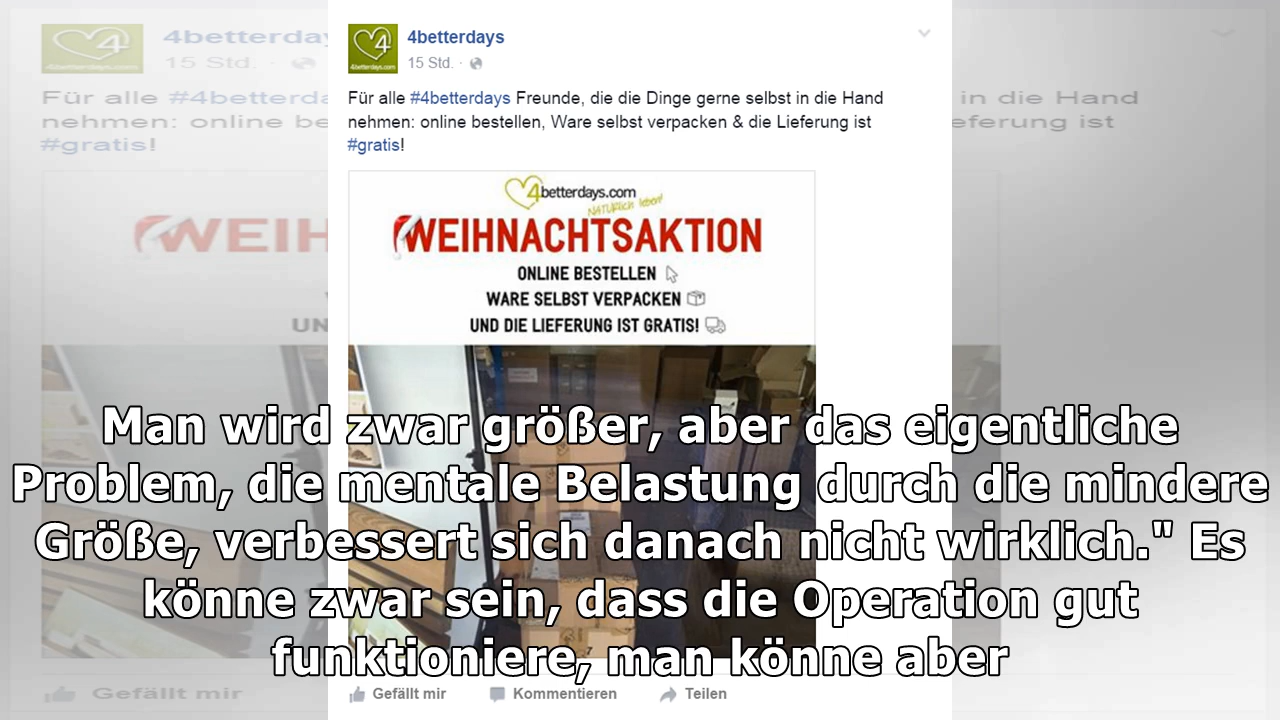 4betterdays
15 Std. ·
Für alle #4betterdays Freunde, die die Dinge gerne selbst in die Hand
nehmen: online bestellen, Ware selbst verpacken & die Lieferung ist
#gratis!
4betterdays.com
NATÜRlich leben!
WEIHNACHTSAKTION
ONLINE BESTELLEN
WARE SELBST VERPACKEN
UND DIE LIEFERUNG IST GRATIS!
Man wird zwar größer, aber das eigentliche
Problem, die mentale Belastung durch die mindere
Größe, verbessert sich danach nicht wirklich." Es
könne zwar sein, dass die Operation gut
funktioniere, man könne aber
Gefällt mir
Kommentieren
Teilen